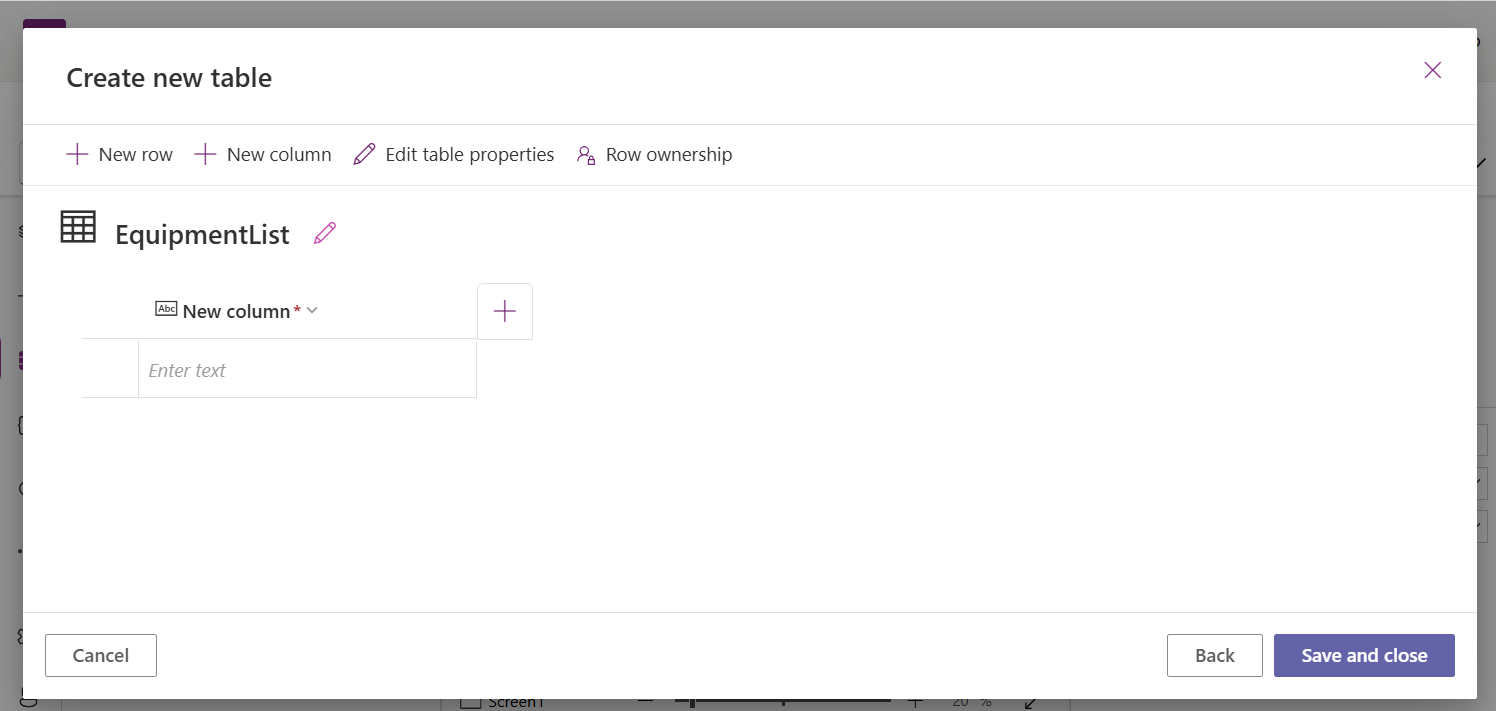 Create new table
New row New column Edit table properties Row ownership
EquipmentList
Abc New column*
Enter text
Cancel Back Save and close
Screen1 20 %